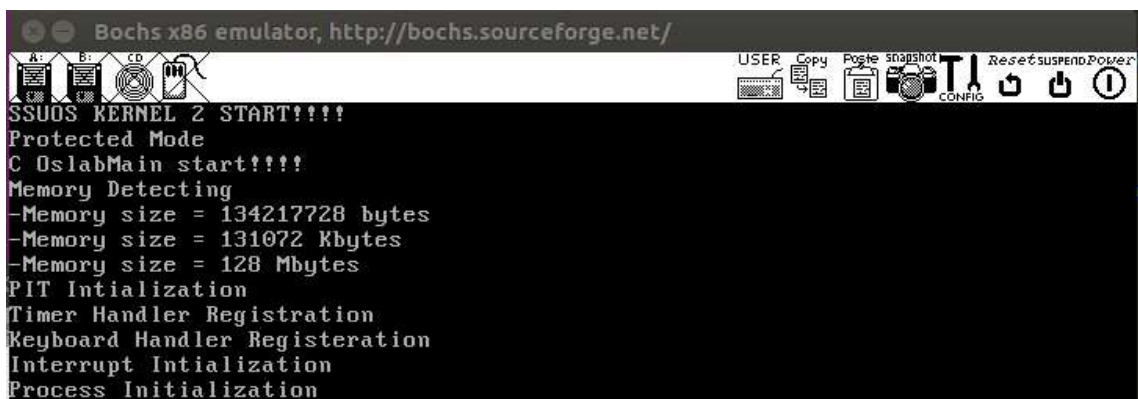 Bochs x86 emulator, http://bochs.sourceforge.net/
A: B: CD USER Copy Paste snapshot CONFIG Reset SUSPEND Power
SSUOS KERNEL 2 START!!!!
Protected Mode
C OslabMain start!!!!
Memory Detecting
-Memory size = 134217728 bytes
-Memory size = 131072 Kbytes
-Memory size = 128 Mbytes
PIT Intialization
Timer Handler Registration
Keyboard Handler Registeration
Interrupt Intialization
Process Initialization